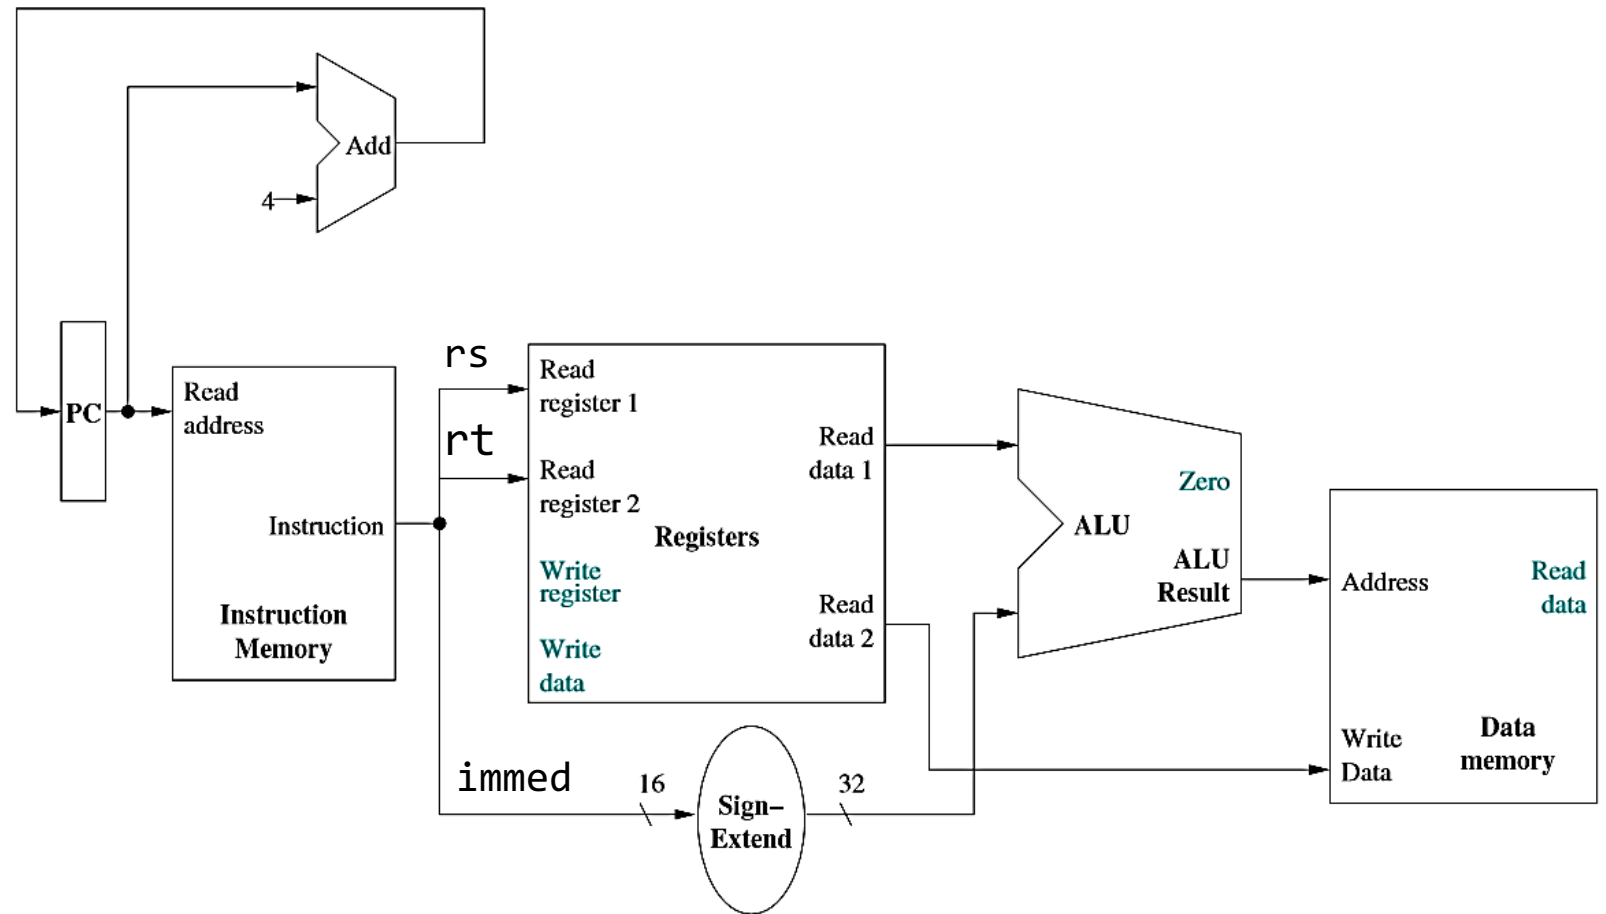 Add
4
PC
Read
address
Instruction
Instruction
Memory
rs
rt
Read
register 1
Read
register 2
Registers
Write
register
Write
data
Read
data 1
Read
data 2
immed
16
Sign–
Extend
32
Zero
ALU
ALU
Result
Address
Read
data
Write
Data
Data
memory